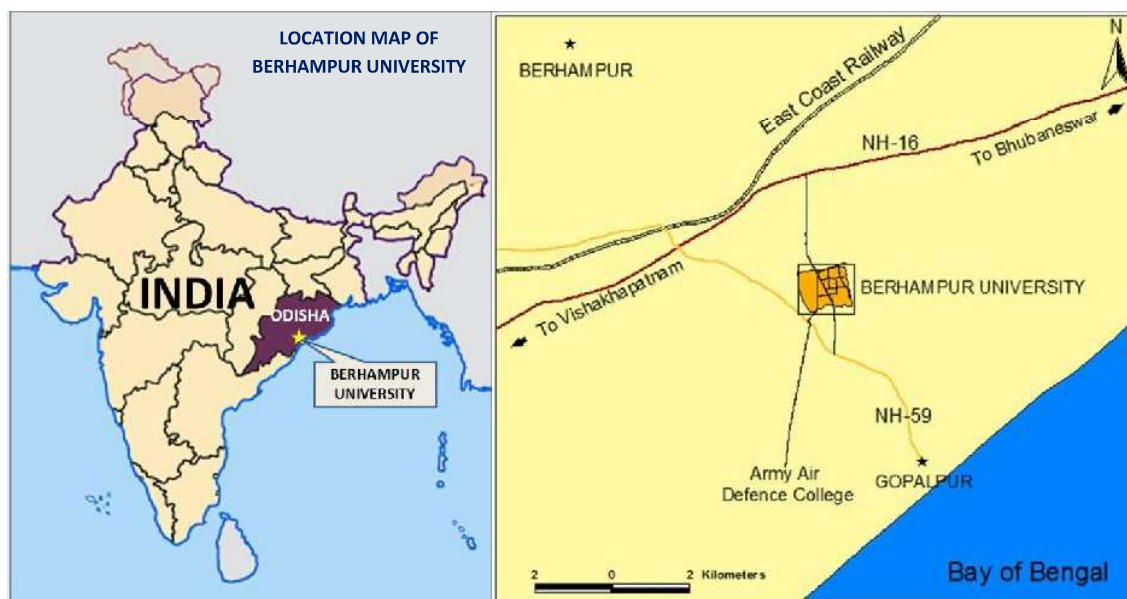 LOCATION MAP OF
BERHAMPUR UNIVERSITY
INDIA
ODISHA
BERHAMPUR
UNIVERSITY
N
BERHAMPUR
East Coast Railway
NH-16
To Bhubaneswar
To Vishakhapatnam
BERHAMPUR UNIVERSITY
NH-59
Army Air
Defence College
GOPALPUR
2 0 2 Kilometers
Bay of Bengal